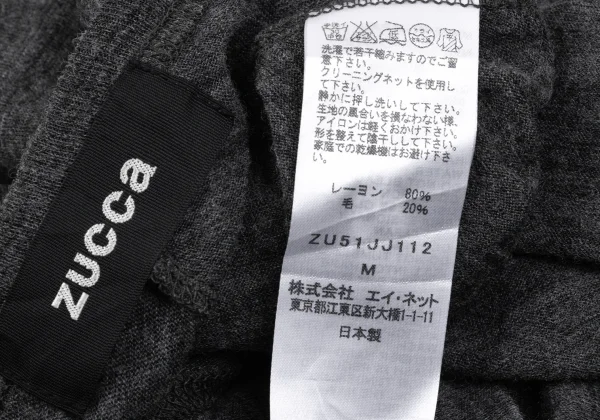 zucca
洗濯で若干縮みますのでご留
意下さい。
クリーニングネットを使用し
て下さい。
静かに押し洗いして下さい。
生地の風合いを損なわない様、
アイロンは軽くおかけ下さい。
形を整えて陰干しして下さい。
家庭での乾燥機はお避け下さ
い。
レーヨン 80%
毛 20%
ZU51JJ112
M
株式会社 エイ・ネット
東京都江東区新大橋1-1-11
日本製